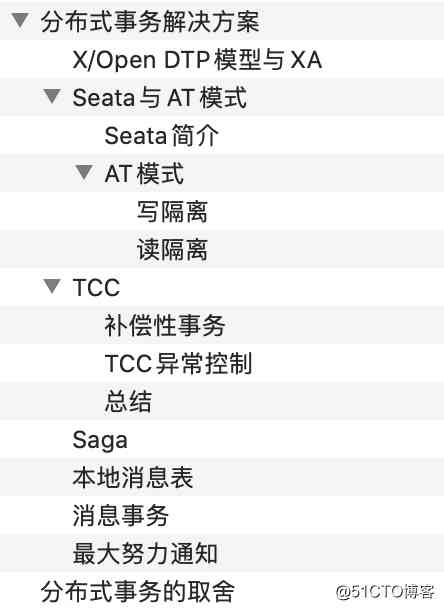 分布式事务解决方案
X/Open DTP模型与XA
Seata与AT模式
Seata简介
AT模式
写隔离
读隔离
TCC
补偿性事务
TCC异常控制
总结
Saga
本地消息表
消息事务
最大努力通知
分布式事务的取舍
@51CTO博客